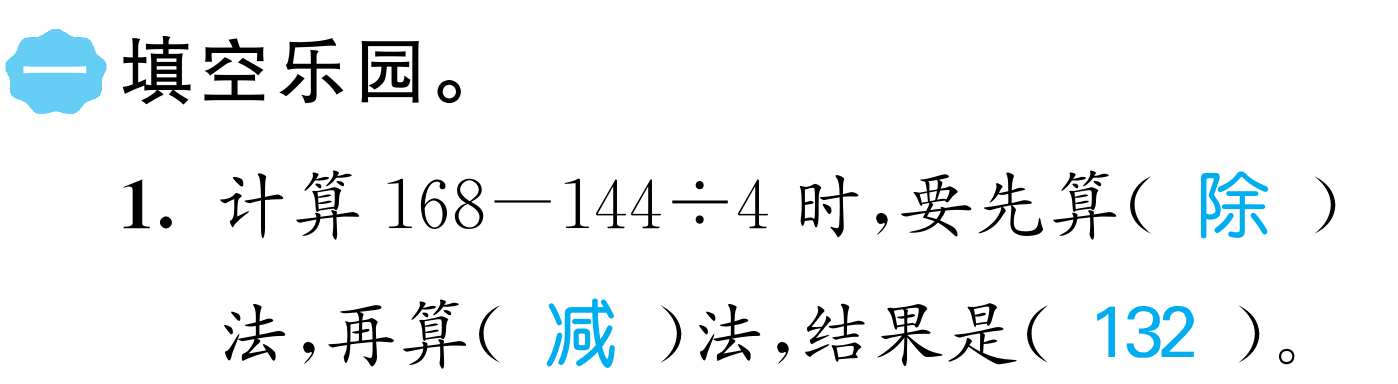 一 填空乐园。
1. 计算 168－144÷4 时,要先算( 除 )
法,再算( 减 )法,结果是( 132 )。